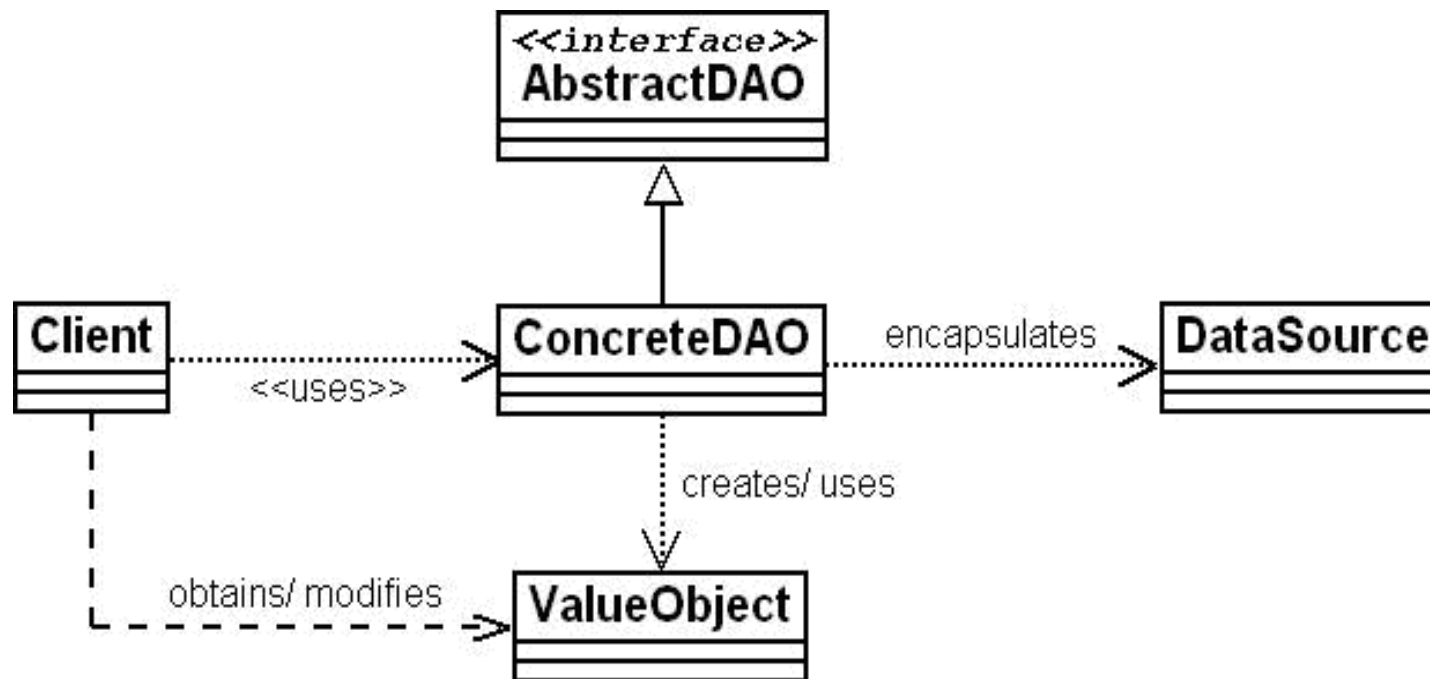 <<interface>>
AbstractDAO
Client
<<uses>>
ConcreteDAO
encapsulates
DataSource
creates/ uses
obtains/ modifies
ValueObject